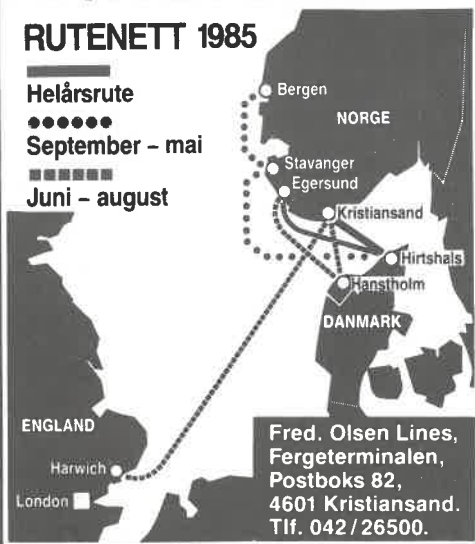 RUTENETT 1985
Helårsrute
September – mai
Juni – august
Bergen
NORGE
Stavanger
Egersund
Kristiansand
Hirtshals
Hanstholm
DANMARK
ENGLAND
Harwich
London
Fred. Olsen Lines,
Fergeterminalen,
Postboks 82,
4601 Kristiansand.
Tlf. 042/26500.